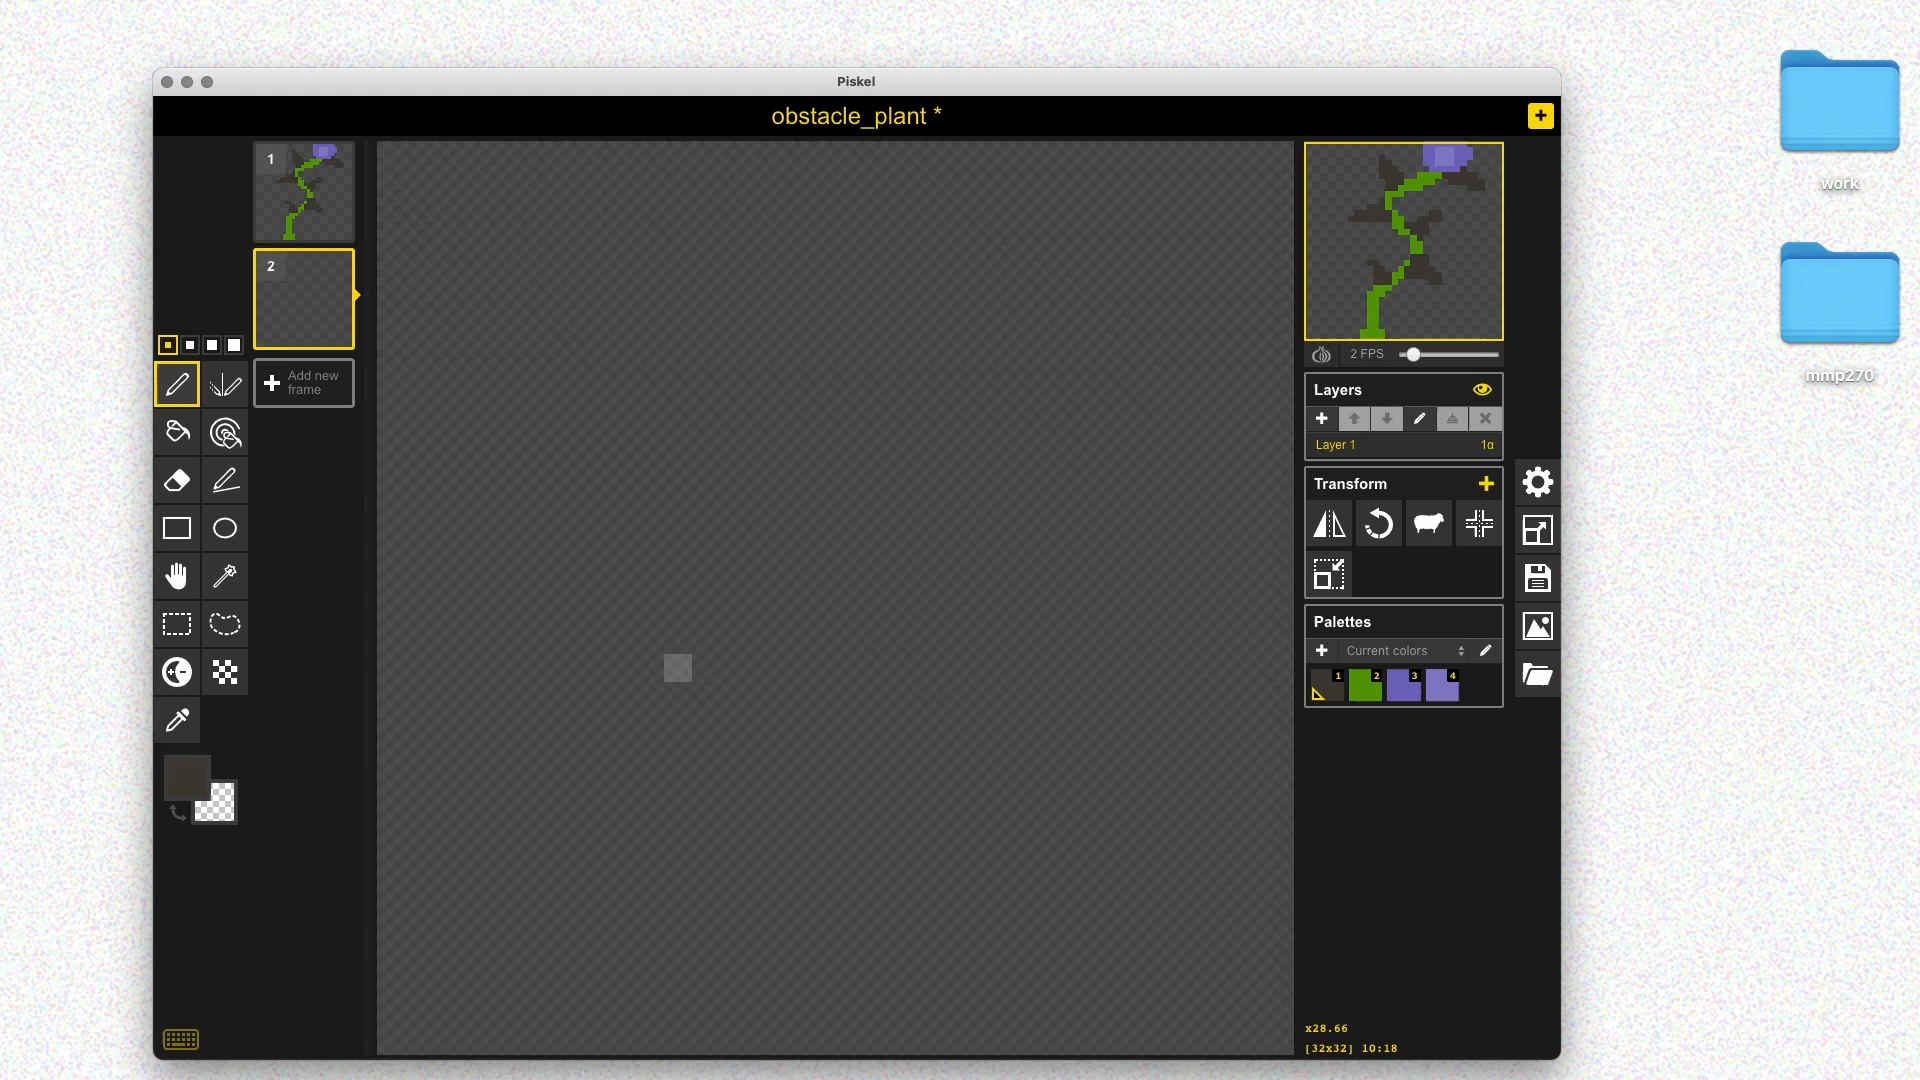 Piskel
obstacle_plant *
1
2
Add new
frame
2 FPS
Layers
Layer 1
1α
Transform
Palettes
Current colors
1
2
3
4
x28.66
[32x32] 10:18
work
mmp270